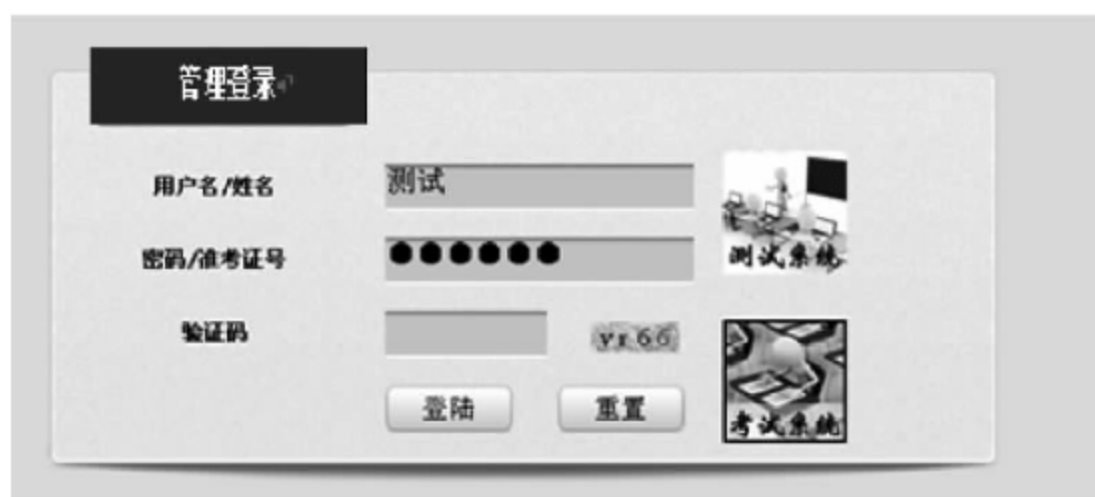 管理登录
用户名/姓名
测试
密码/准考证号
●●●●●●
测试系统
验证码
vr66
登陆
重置
考试系统